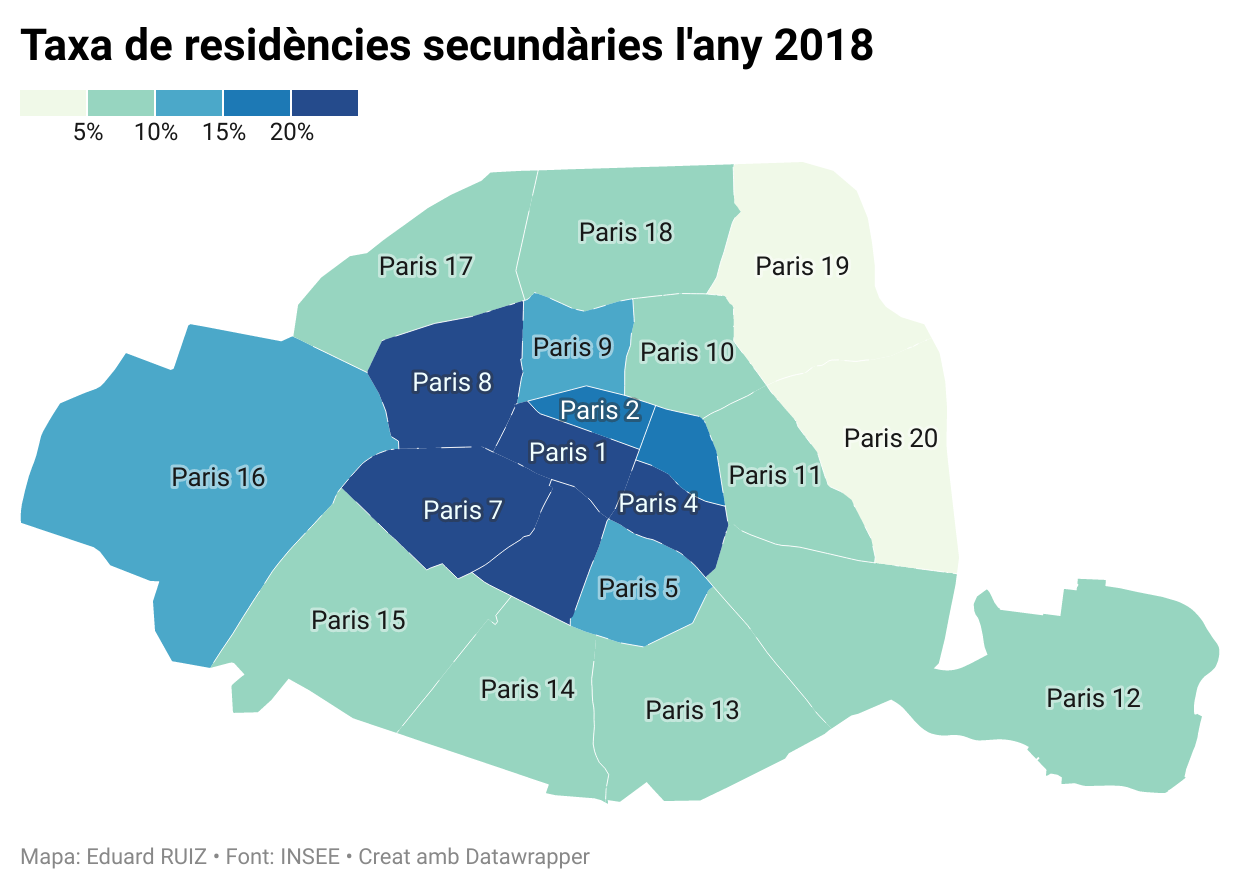 Taxa de residències secundàries l'any 2018
5% 10% 15% 20%
Paris 18
Paris 17
Paris 19
Paris 9
Paris 10
Paris 8
Paris 2
Paris 20
Paris 1
Paris 16
Paris 11
Paris 4
Paris 7
Paris 5
Paris 15
Paris 14
Paris 12
Paris 13
Mapa: Eduard RUIZ • Font: INSEE • Creat amb Datawrapper